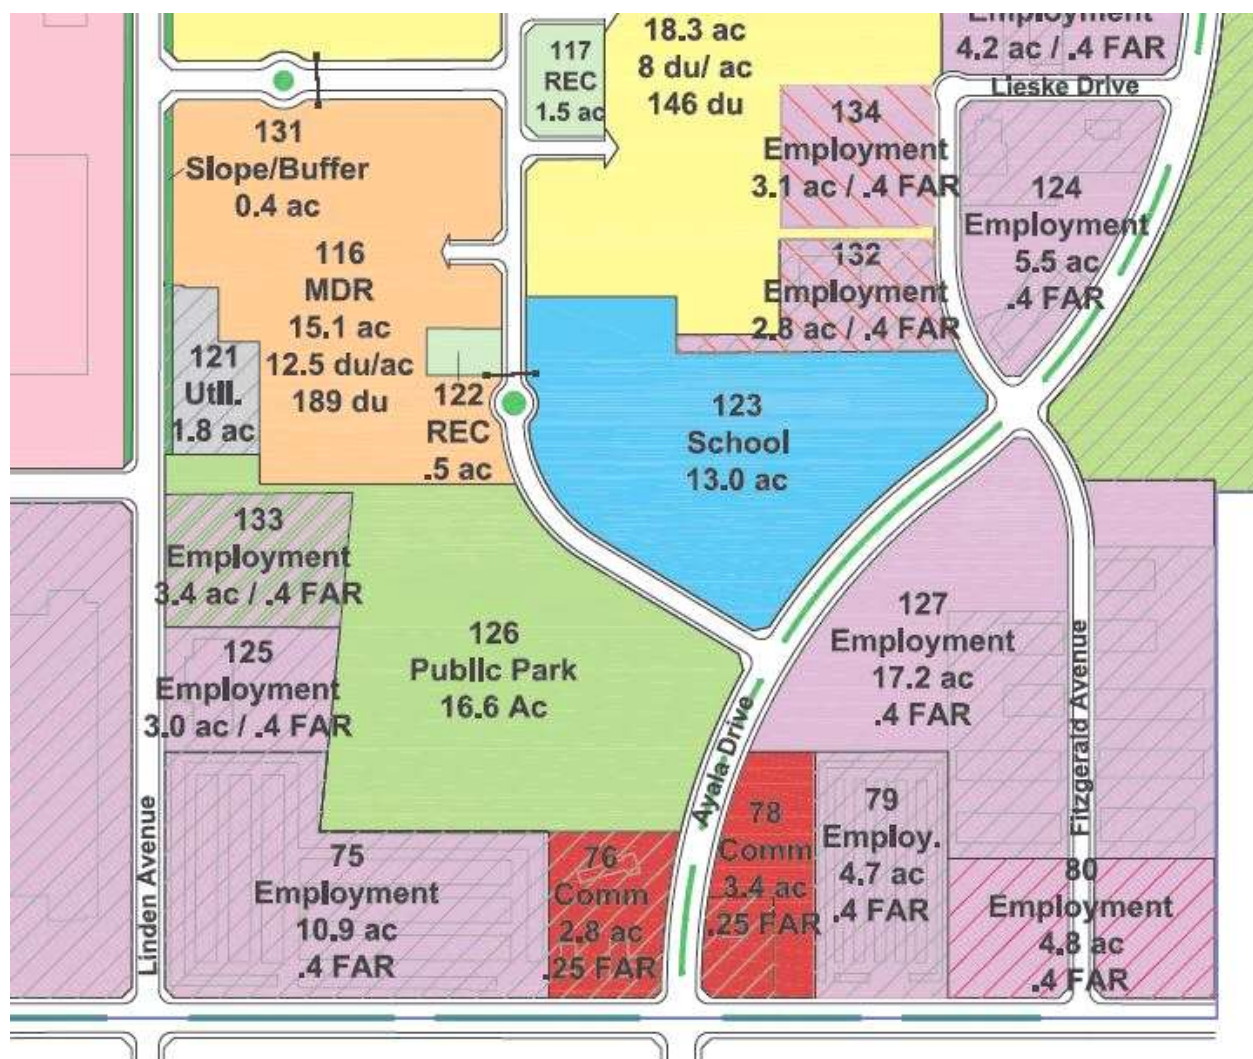 18.3 ac
8 du/ ac
146 du
Employment
4.2 ac / .4 FAR
Lieske Drive
117
REC
1.5 ac
131
Slope/Buffer
0.4 ac
134
Employment
3.1 ac / .4 FAR
124
Employment
5.5 ac
.4 FAR
116
MDR
15.1 ac
12.5 du/ac
189 du
132
Employment
2.8 ac / .4 FAR
121
Util.
1.8 ac
122
REC
.5 ac
123
School
13.0 ac
133
Employment
3.4 ac / .4 FAR
125
Employment
3.0 ac / .4 FAR
126
Public Park
16.6 Ac
127
Employment
17.2 ac
.4 FAR
Fitzgerald Avenue
Ayala Drive
Linden Avenue
75
Employment
10.9 ac
.4 FAR
76
Comm
2.8 ac
.25 FAR
78
Comm
3.4 ac
.25 FAR
79
Employ.
4.7 ac
.4 FAR
80
Employment
4.8 ac
.4 FAR